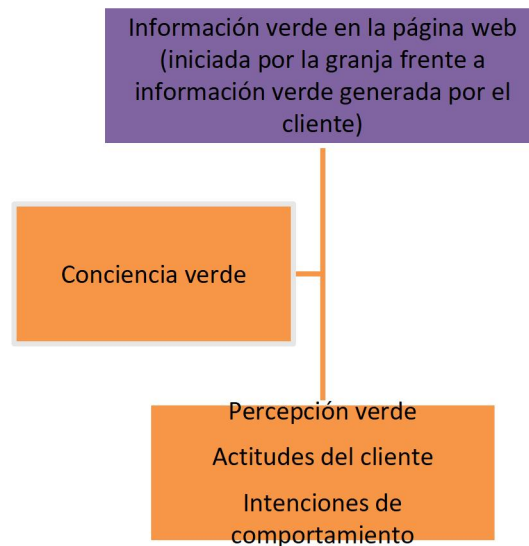 Información verde en la página web
(iniciada por la granja frente a
información verde generada por el
cliente)
Conciencia verde
Percepción verde
Actitudes del cliente
Intenciones de
comportamiento